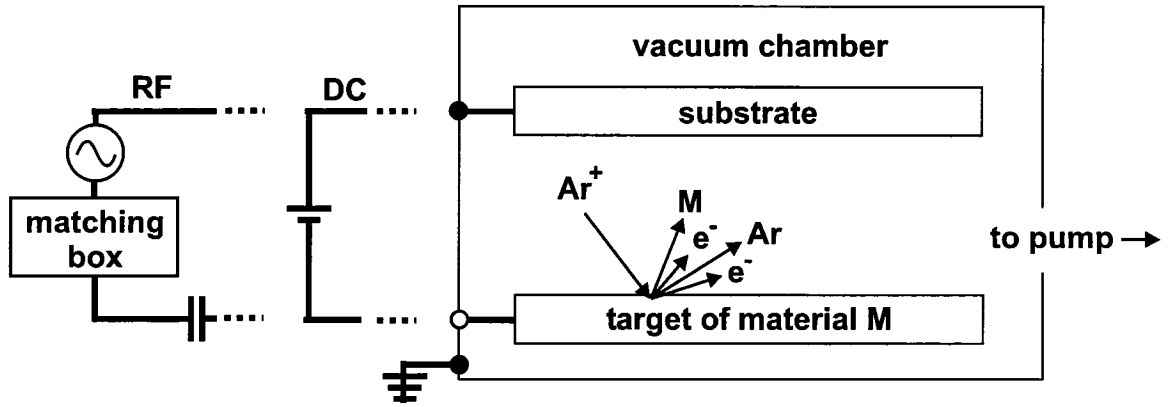 vacuum chamber
RF
DC
substrate
matching
box
Ar+
M
e-
Ar
e-
to pump
target of material M